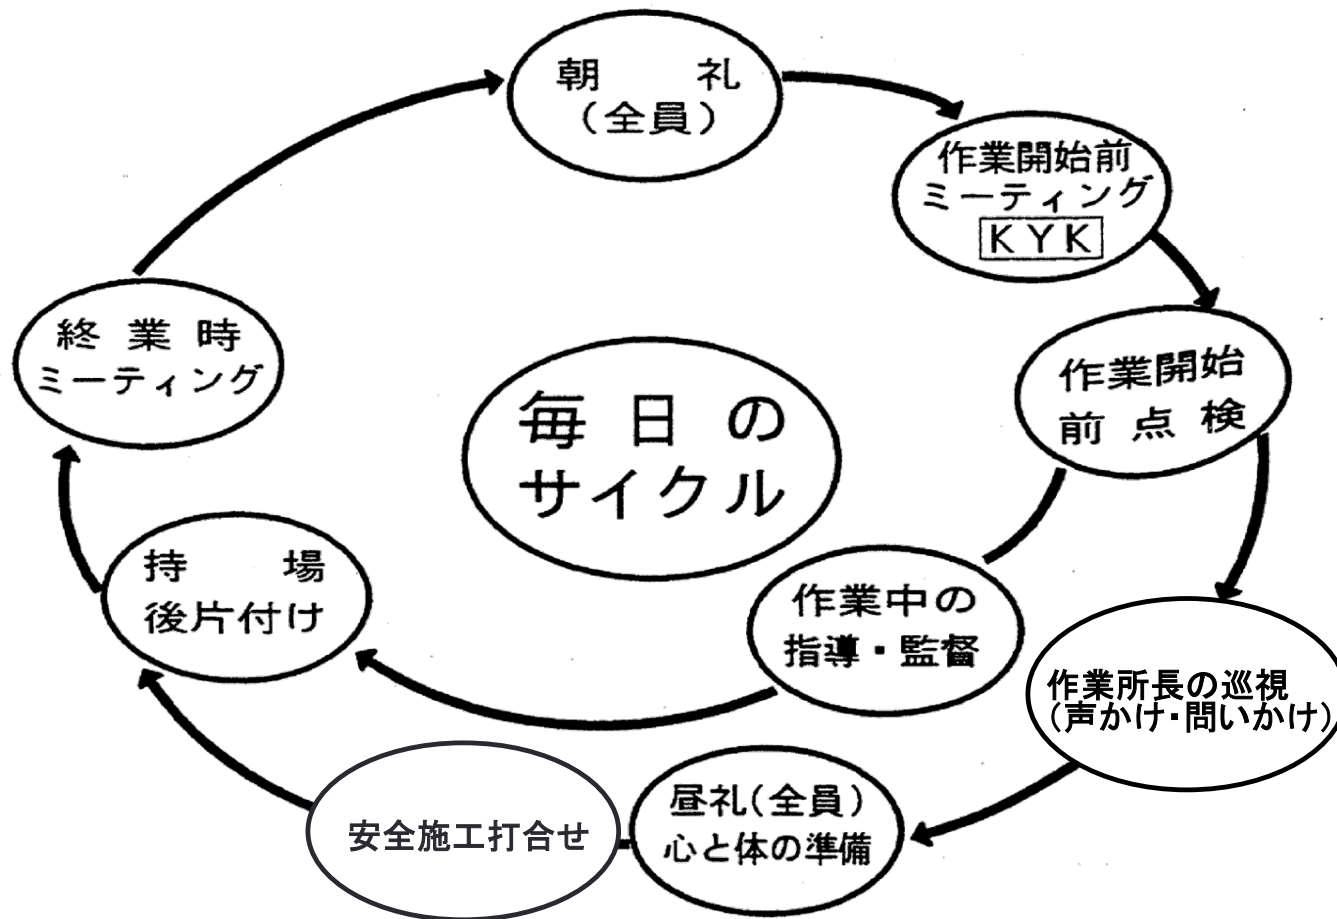 朝　礼
（全員）
作業開始前
ミーティング
KYK
作業開始
前点検
作業所長の巡視
（声かけ・問いかけ）
作業中の
指導・監督
昼礼（全員）
心と体の準備
安全施工打合せ
持　場
後片付け
終業時
ミーティング
毎日の
サイクル